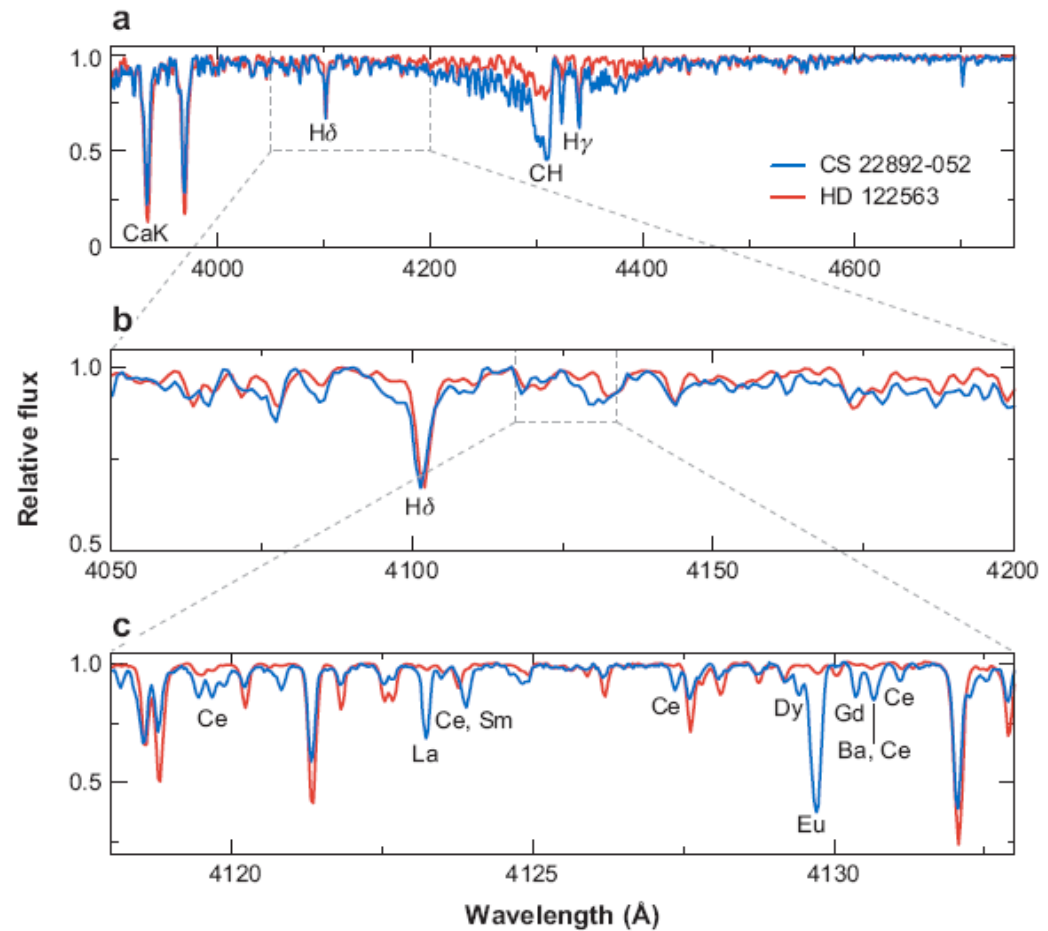 a
1.0
Hδ
Hγ
0.5
CH
CS 22892-052
HD 122563
CaK
0
4000 4200 4400 4600
b
1.0
Relative flux
Hδ
0.5
4050 4100 4150 4200
c
1.0
Ce
Ce, Sm
Ce
Dy
Gd
Ce
La
Ba, Ce
0.5
Eu
4120 4125 4130
Wavelength (Å)